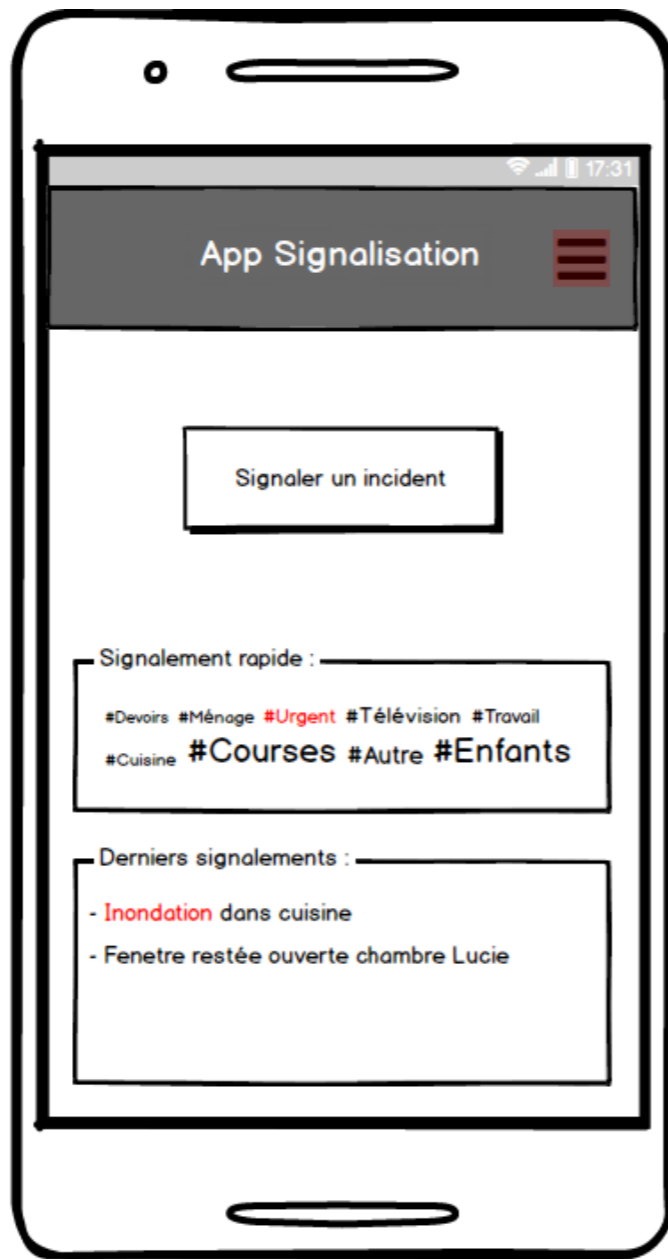 17:31
App Signalisation
Signaler un incident
Signalement rapide :
#Devoirs #Ménage #Urgent #Télévision #Travail
#Cuisine #Courses #Autre #Enfants
Derniers signalements :
- Inondation dans cuisine
- Fenetre restée ouverte chambre Lucie